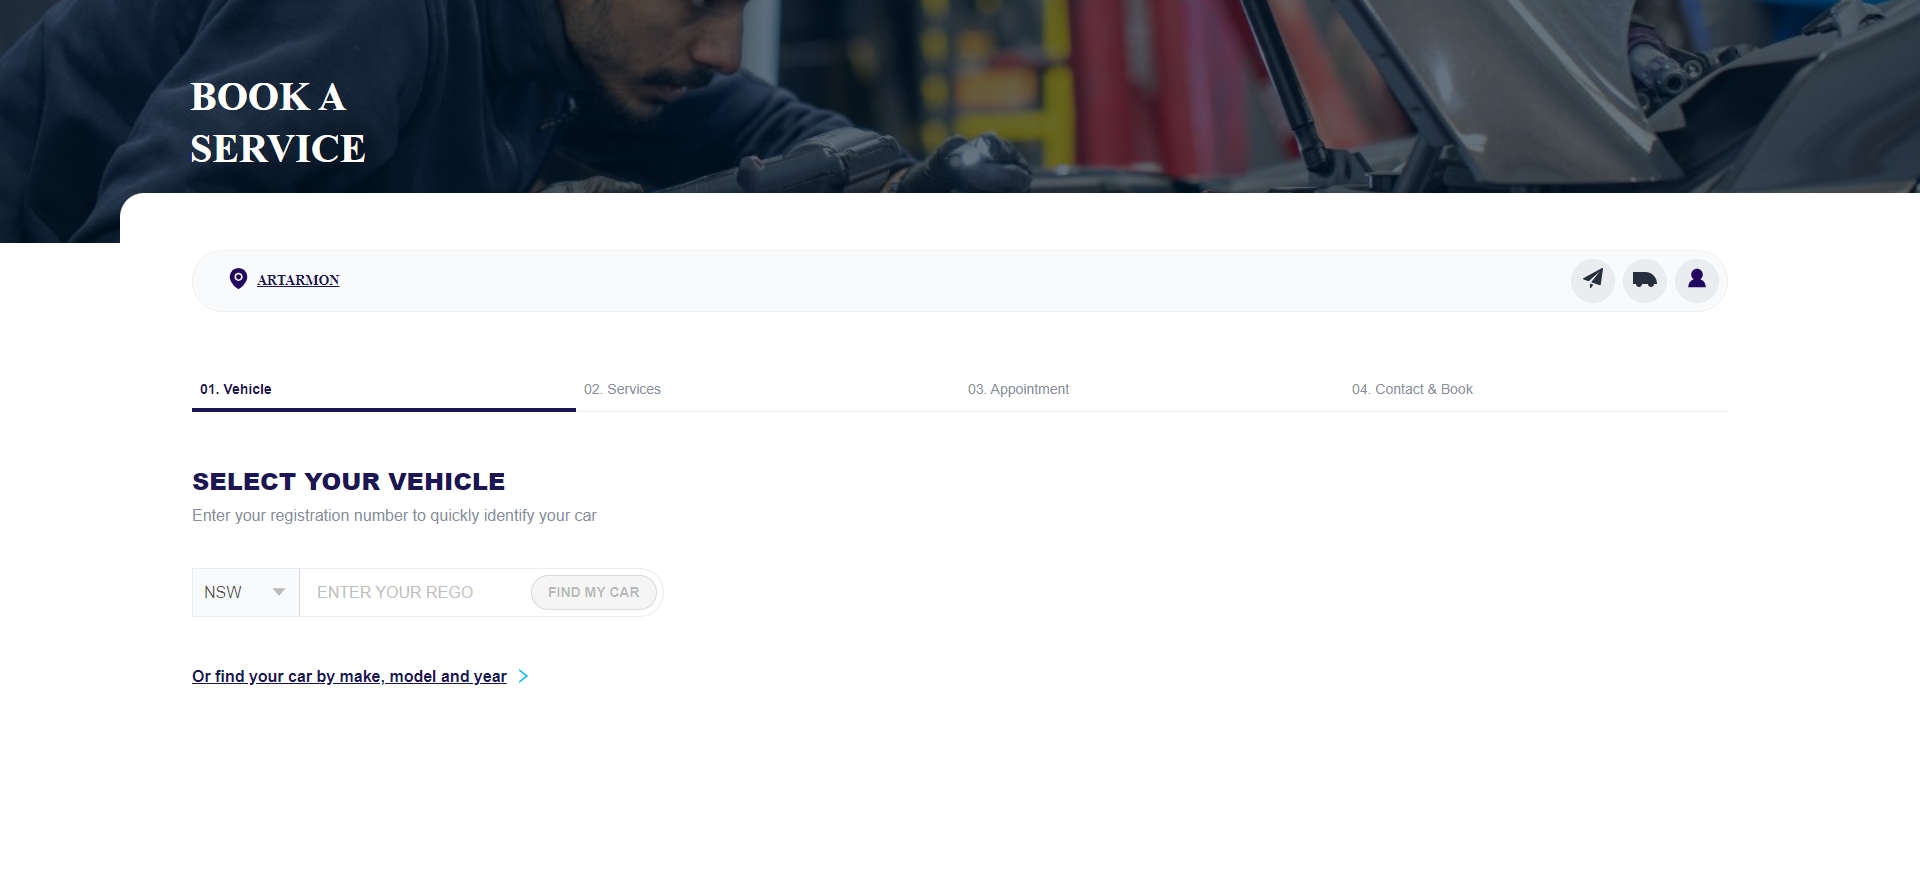 BOOK A
SERVICE
ARTARMON
01. Vehicle
02. Services
03. Appointment
04. Contact & Book
SELECT YOUR VEHICLE
Enter your registration number to quickly identify your car
NSW
ENTER YOUR REGO
FIND MY CAR
Or find your car by make, model and year